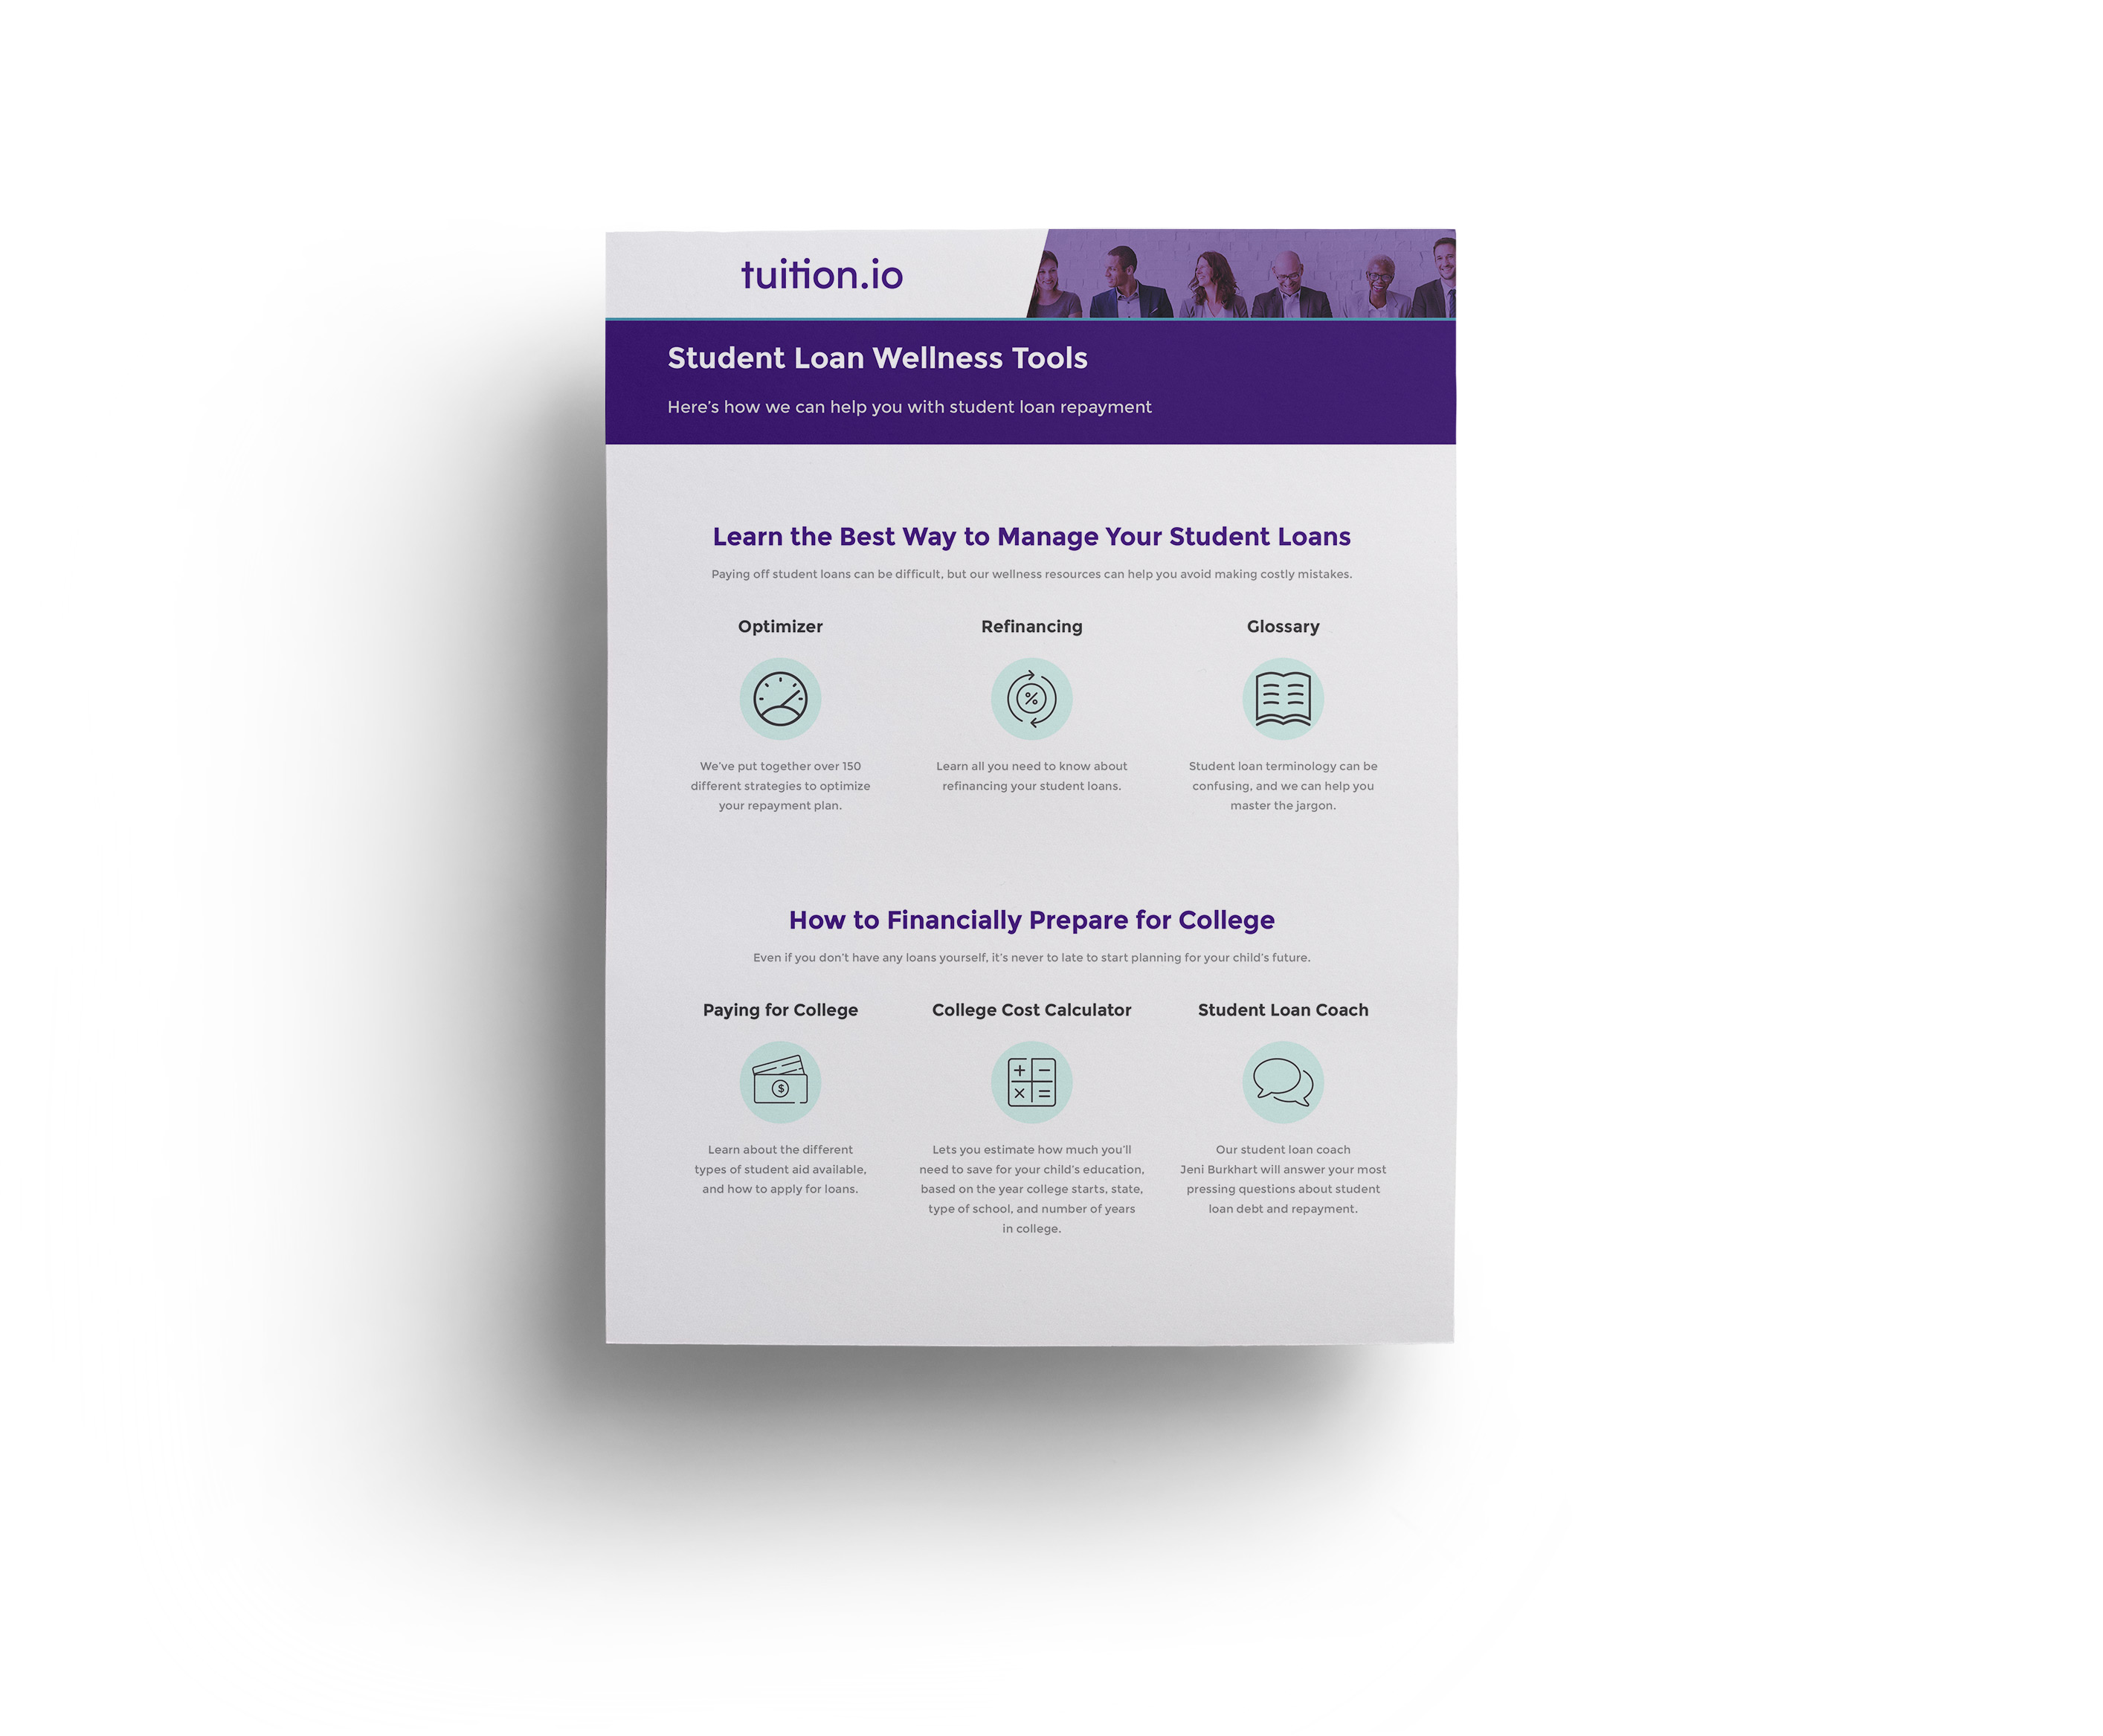 tuition.io
Student Loan Wellness Tools
Here's how we can help you with student loan repayment
Learn the Best Way to Manage Your Student Loans
Paying off student loans can be difficult, but our wellness resources can help you avoid making costly mistakes.
Optimizer
We've put together over 150
different strategies to optimize
your repayment plan.
Refinancing
%
Learn all you need to know about
refinancing your student loans.
Glossary
Student loan terminology can be
confusing, and we can help you
master the jargon.
How to Financially Prepare for College
Even if you don't have any loans yourself, it's never to late to start planning for your child's future.
Paying for College
$
Learn about the different
types of student aid available,
and how to apply for loans.
College Cost Calculator
+ −
× =
Lets you estimate how much you'll
need to save for your child's education,
based on the year college starts, state,
type of school, and number of years
in college.
Student Loan Coach
Our student loan coach
Jeni Burkhart will answer your most
pressing questions about student
loan debt and repayment.